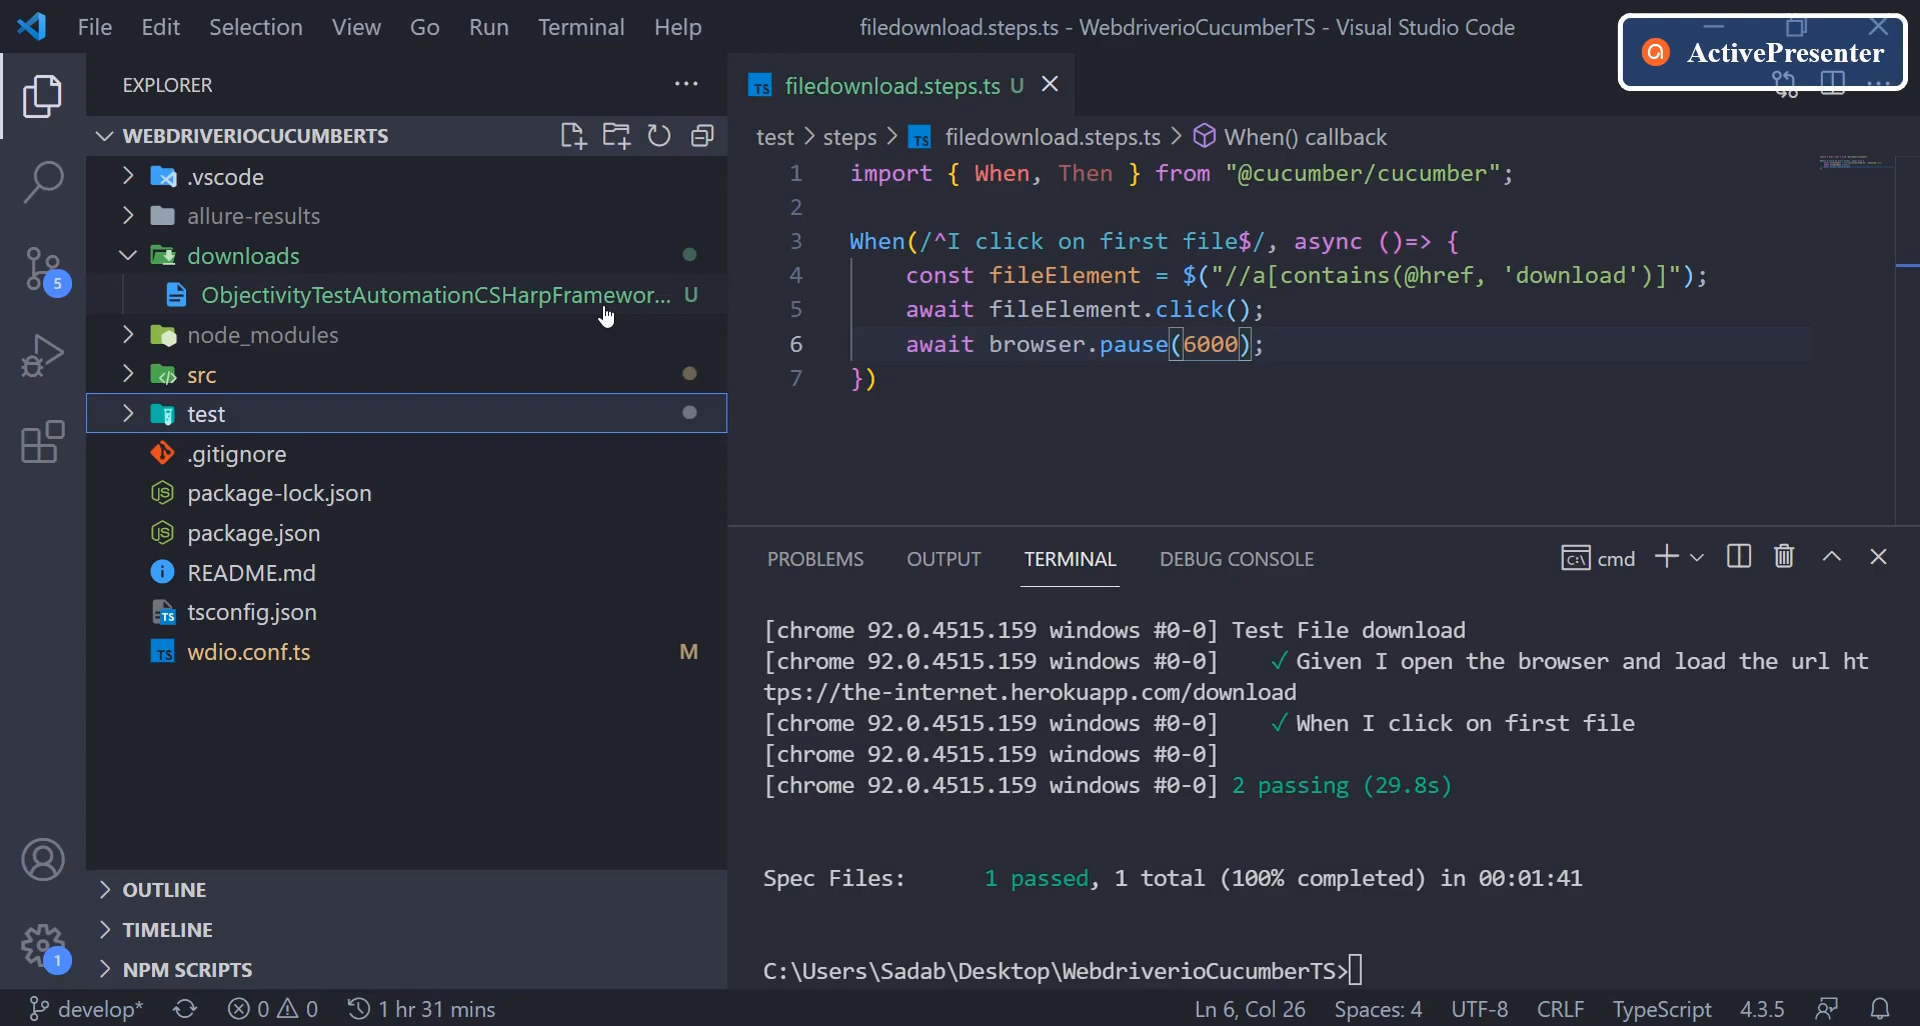 File Edit Selection View Go Run Terminal Help
filedownload.steps.ts - WebdriverioCucumberTS - Visual Studio Code
ActivePresenter
EXPLORER
WEBDRIVERIOCUCUMBERTS
.vscode
allure-results
downloads
ObjectivityTestAutomationCSHarpFramewor... U
node_modules
src
test
.gitignore
package-lock.json
package.json
README.md
tsconfig.json
wdio.conf.ts M
OUTLINE
TIMELINE
NPM SCRIPTS
5
1
TS filedownload.steps.ts U
test > steps > TS filedownload.steps.ts > When() callback
1 import { When, Then } from "@cucumber/cucumber";
2
3 When(/^I click on first file$/, async ()=> {
4 const fileElement = $("//a[contains(@href, 'download')]");
5 await fileElement.click();
6 await browser.pause(6000);
7 })
PROBLEMS OUTPUT TERMINAL DEBUG CONSOLE
cmd
[chrome 92.0.4515.159 windows #0-0] Test File download
[chrome 92.0.4515.159 windows #0-0] ✓ Given I open the browser and load the url ht
tps://the-internet.herokuapp.com/download
[chrome 92.0.4515.159 windows #0-0] ✓ When I click on first file
[chrome 92.0.4515.159 windows #0-0]
[chrome 92.0.4515.159 windows #0-0] 2 passing (29.8s)
Spec Files: 1 passed, 1 total (100% completed) in 00:01:41
C:\Users\Sadab\Desktop\WebdriverioCucumberTS>
develop* 0 0 1 hr 31 mins Ln 6, Col 26 Spaces: 4 UTF-8 CRLF TypeScript 4.3.5